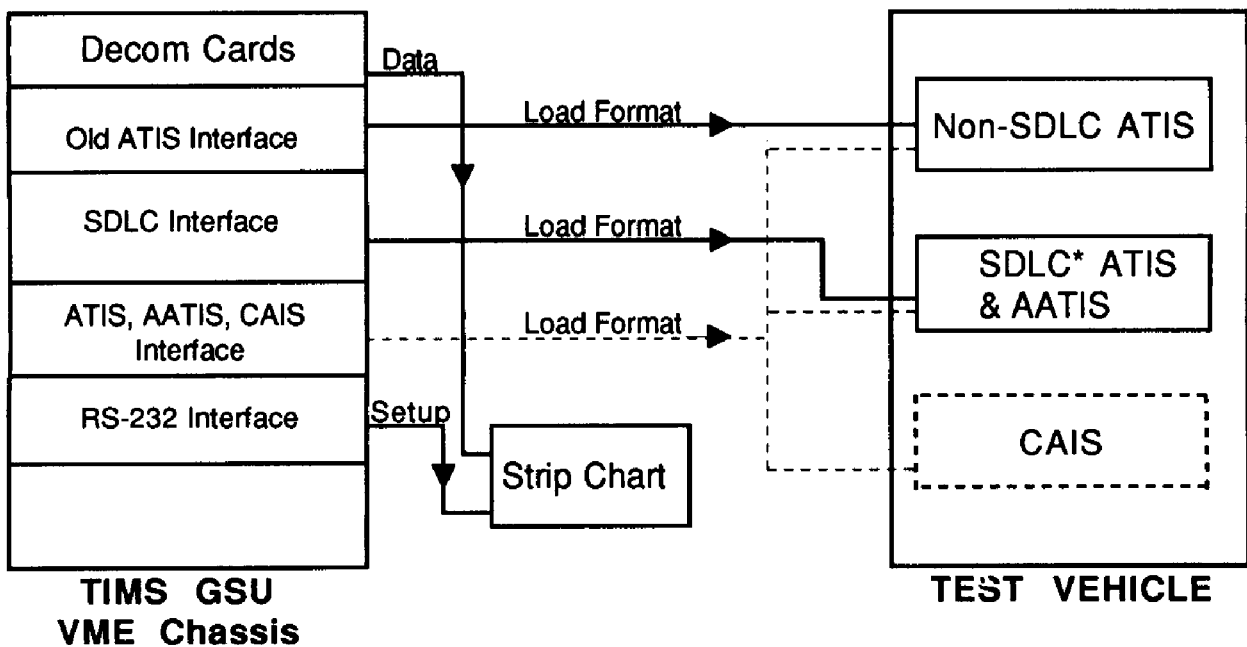 Decom Cards
Data
Old ATIS Interface
Load Format
Non-SDLC ATIS
SDLC Interface
Load Format
SDLC* ATIS
& AATIS
ATIS, AATIS, CAIS
Interface
Load Format
RS-232 Interface
Setup
Strip Chart
CAIS
TIMS GSU
VME Chassis
TEST VEHICLE